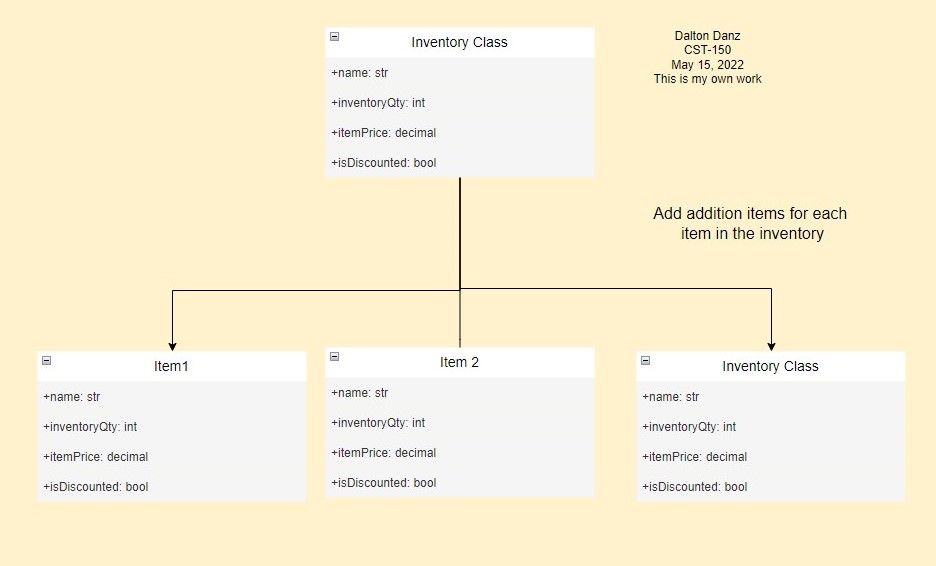 Inventory Class
+name: str
+inventoryQty: int
+itemPrice: decimal
+isDiscounted: bool
Dalton Danz
CST-150
May 15, 2022
This is my own work
Add addition items for each
item in the inventory
Item1
+name: str
+inventoryQty: int
+itemPrice: decimal
+isDiscounted: bool
Item 2
+name: str
+inventoryQty: int
+itemPrice: decimal
+isDiscounted: bool
Inventory Class
+name: str
+inventoryQty: int
+itemPrice: decimal
+isDiscounted: bool